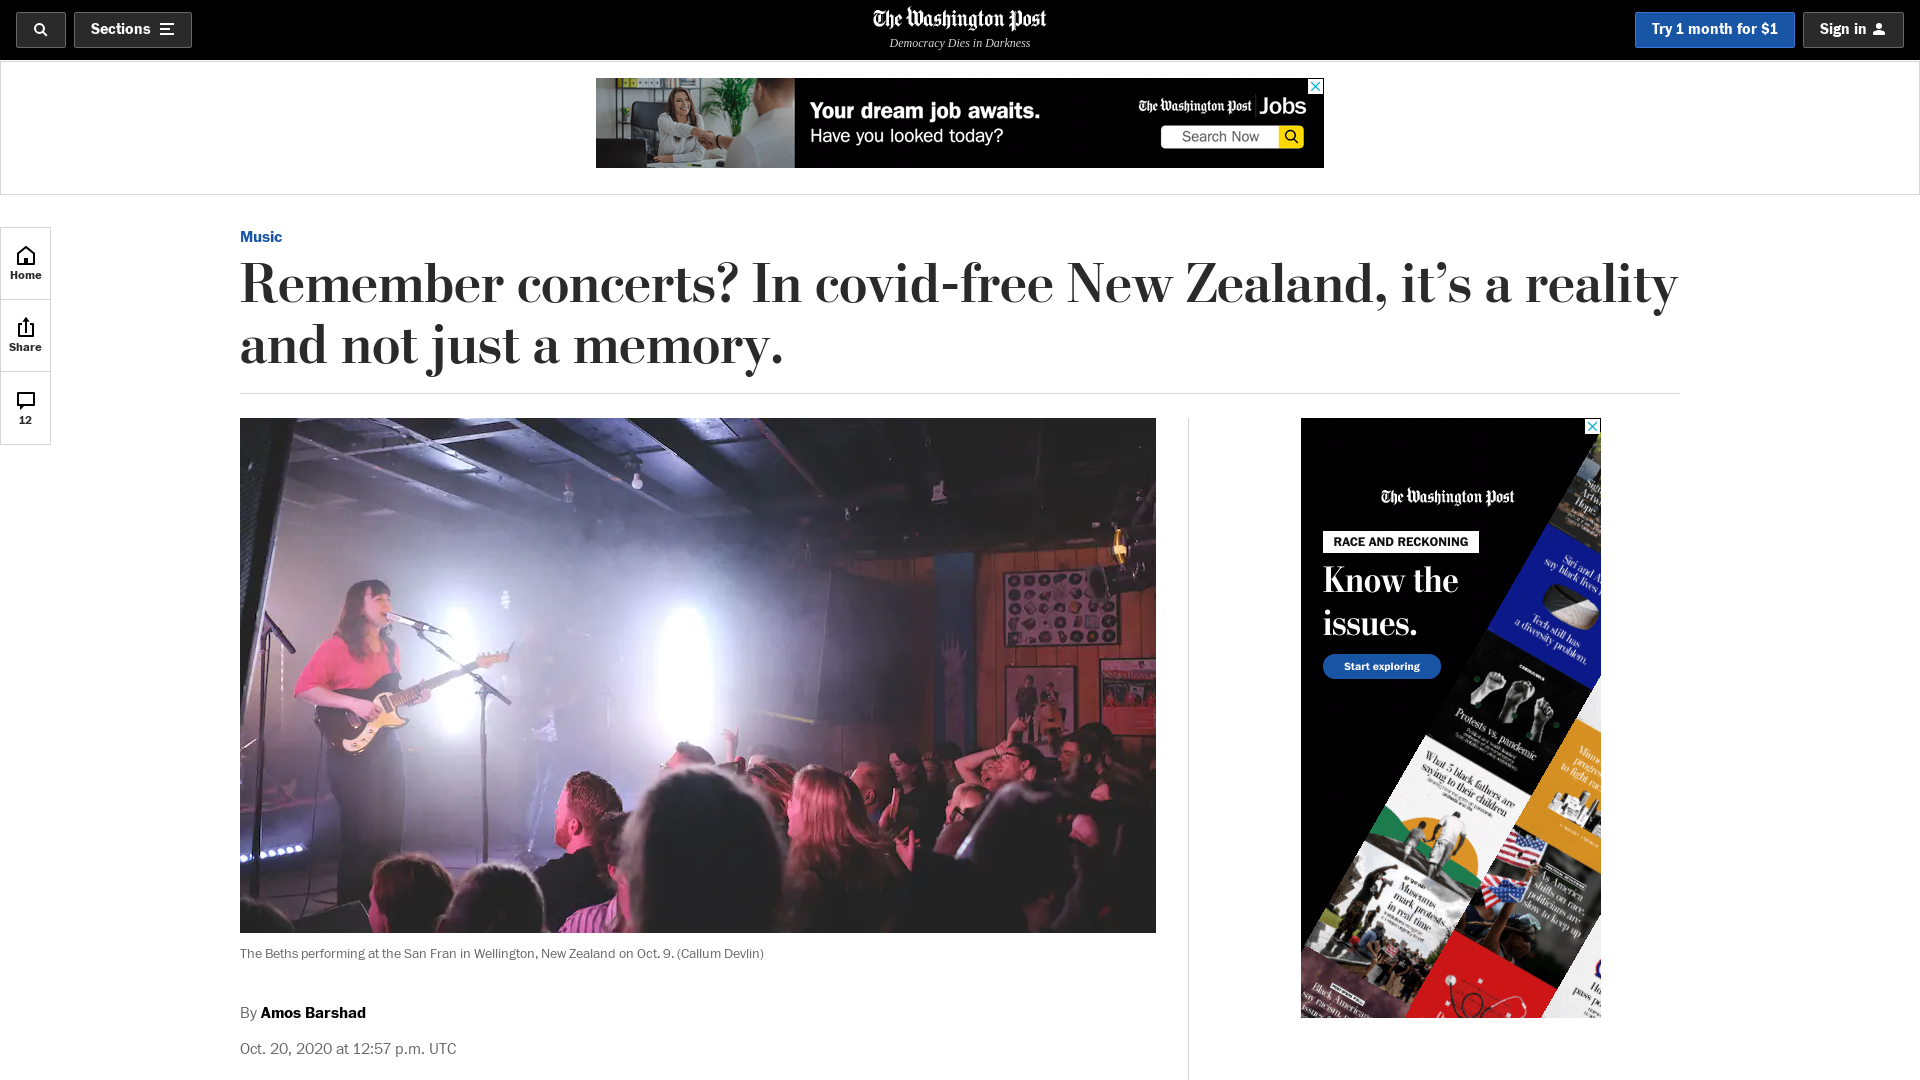 Sections
The Washington Post
Democracy Dies in Darkness
Try 1 month for $1
Sign in
Your dream job awaits.
Have you looked today?
The Washington Post Jobs
Search Now
Home
Share
12
Music
Remember concerts? In covid-free New Zealand, it’s a reality
and not just a memory.
The Beths performing at the San Fran in Wellington, New Zealand on Oct. 9. (Callum Devlin)
By Amos Barshad
Oct. 20, 2020 at 12:57 p.m. UTC
The Washington Post
RACE AND RECKONING
Know the
issues.
Start exploring
Tech still has
a diversity problem.
Protests vs. pandemic
What 5 black fathers are
saying to their children
Museums
mark protests
in real time
As America
shifts on race,
politicians are
slow to keep up